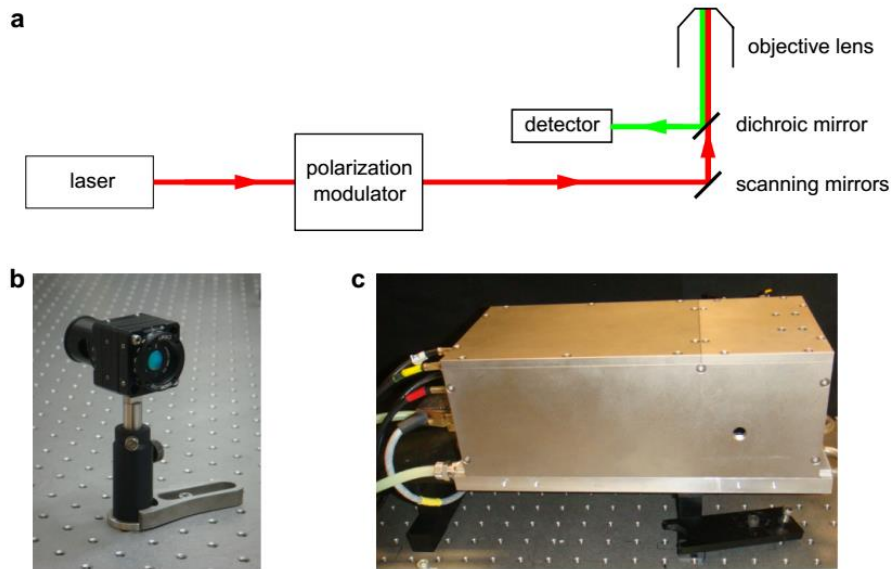 a
objective lens
detector
dichroic mirror
laser
polarization
modulator
scanning mirrors
b
c